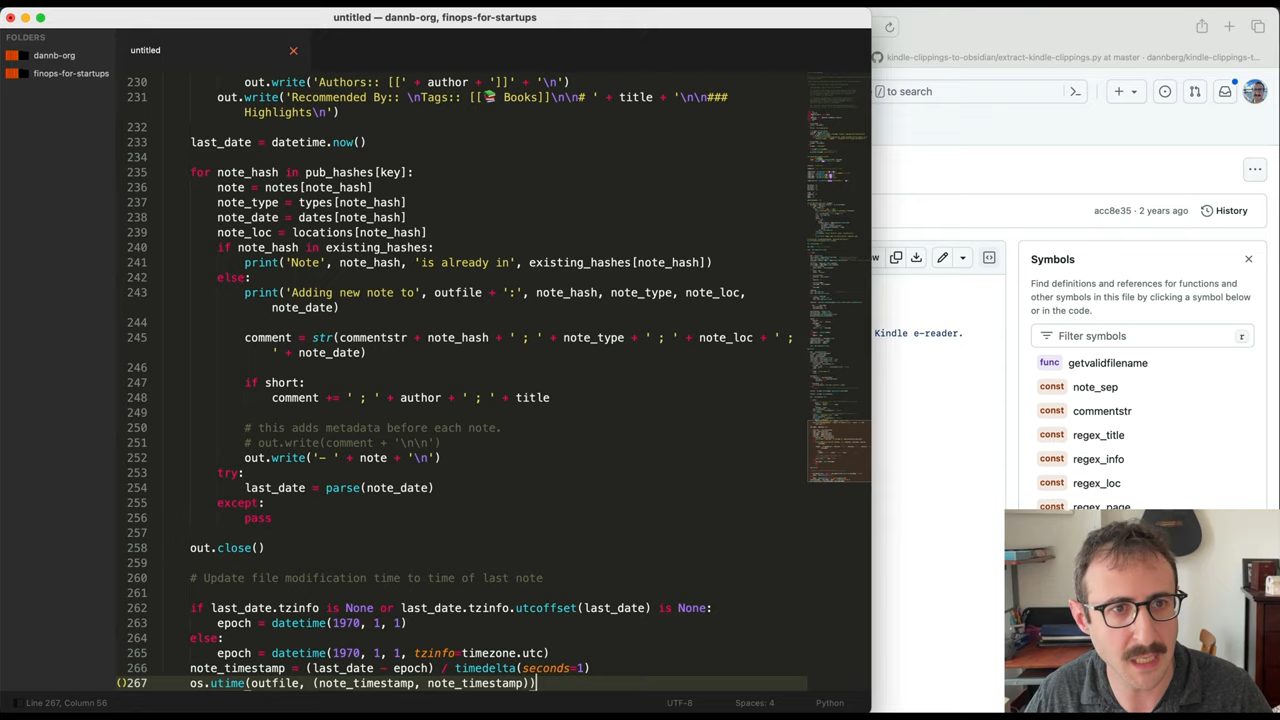 untitled — dannb-org, finops-for-startups
FOLDERS
dannb-org
finops-for-startups
untitled
230 out.write('Authors:: [[' + author + ']]' + '\n')
231 out.write('Recommended By:: \nTags:: [[📚 Books]]\n\n# ' + title + '\n\n###
Highlights\n')
232
233 last_date = datetime.now()
234
235 for note_hash in pub_hashes[key]:
236 note = notes[note_hash]
237 note_type = types[note_hash]
238 note_date = dates[note_hash]
239 note_loc = locations[note_hash]
240 if note_hash in existing_hashes:
241 print('Note', note_hash, 'is already in', existing_hashes[note_hash])
242 else:
243 print('Adding new note to', outfile + ':', note_hash, note_type, note_loc,
note_date)
244
245 comment = str(commentstr + note_hash + ' ; ' + note_type + ' ; ' + note_loc + ' ;
' + note_date)
246
247 if short:
248 comment += ' ; ' + author + ' ; ' + title
249
250 # this adds metadata before each note.
251 # out.write(comment + '\n\n')
252 out.write('- ' + note + '\n')
253 try:
254 last_date = parse(note_date)
255 except:
256 pass
257
258 out.close()
259
260 # Update file modification time to time of last note
261
262 if last_date.tzinfo is None or last_date.tzinfo.utcoffset(last_date) is None:
263 epoch = datetime(1970, 1, 1)
264 else:
265 epoch = datetime(1970, 1, 1, tzinfo=timezone.utc)
266 note_timestamp = (last_date - epoch) / timedelta(seconds=1)
267 os.utime(outfile, (note_timestamp, note_timestamp))
Line 267, Column 56
UTF-8
Spaces: 4
Python
kindle-clippings-to-obsidian/extract-kindle-clippings.py at master · dannberg/kindle-clippings-t...
/ to search
acc8e35 · 2 years ago
History
Symbols
Find definitions and references for functions and
other symbols in this file by clicking a symbol below
or in the code.
Filter symbols
r
Kindle e-reader.
func getvalidfilename
const note_sep
const commentstr
const regex_title
const regex_info
const regex_loc
const regex_page